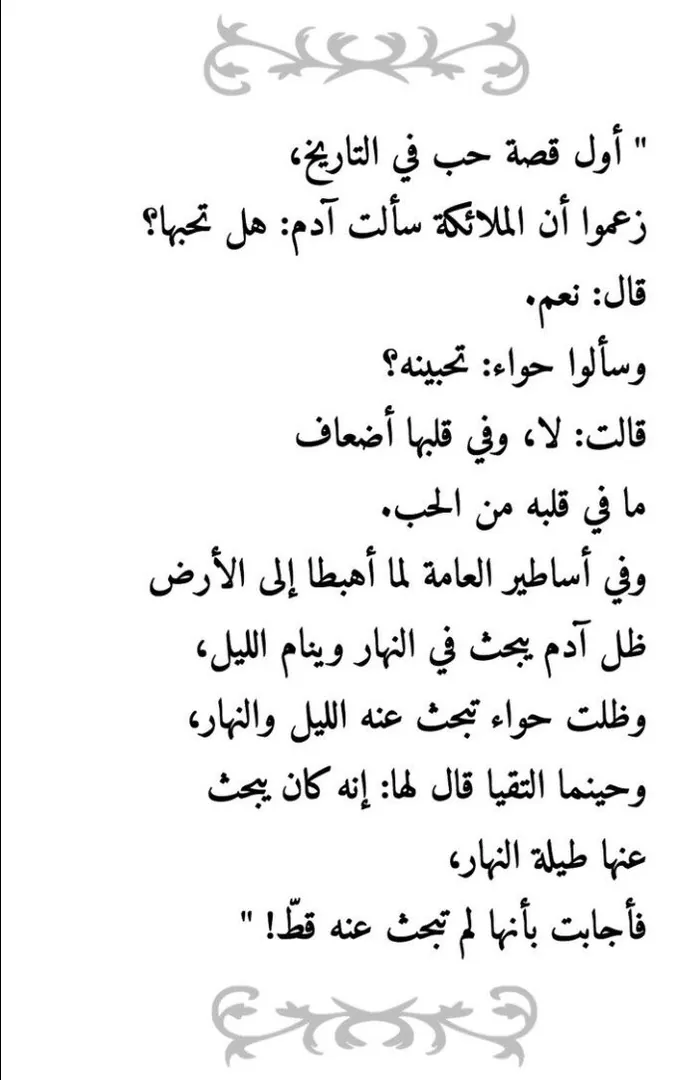 " أول قصة حب في التاريخ،
زعموا أن الملائكة سألت آدم: هل تحبها؟
قال: نعم.
وسألوا حواء: تحبينه؟
قالت: لا، وفي قلبها أضعاف
ما في قلبه من الحب.
وفي أساطير العامة لما أهبطا إلى الأرض
ظل آدم يبحث في النهار وينام الليل،
وظلت حواء تبحث عنه الليل والنهار،
وحينما التقيا قال لها: إنه كان يبحث
عنها طيلة النهار،
فأجابت بأنها لم تبحث عنه قطّ! "